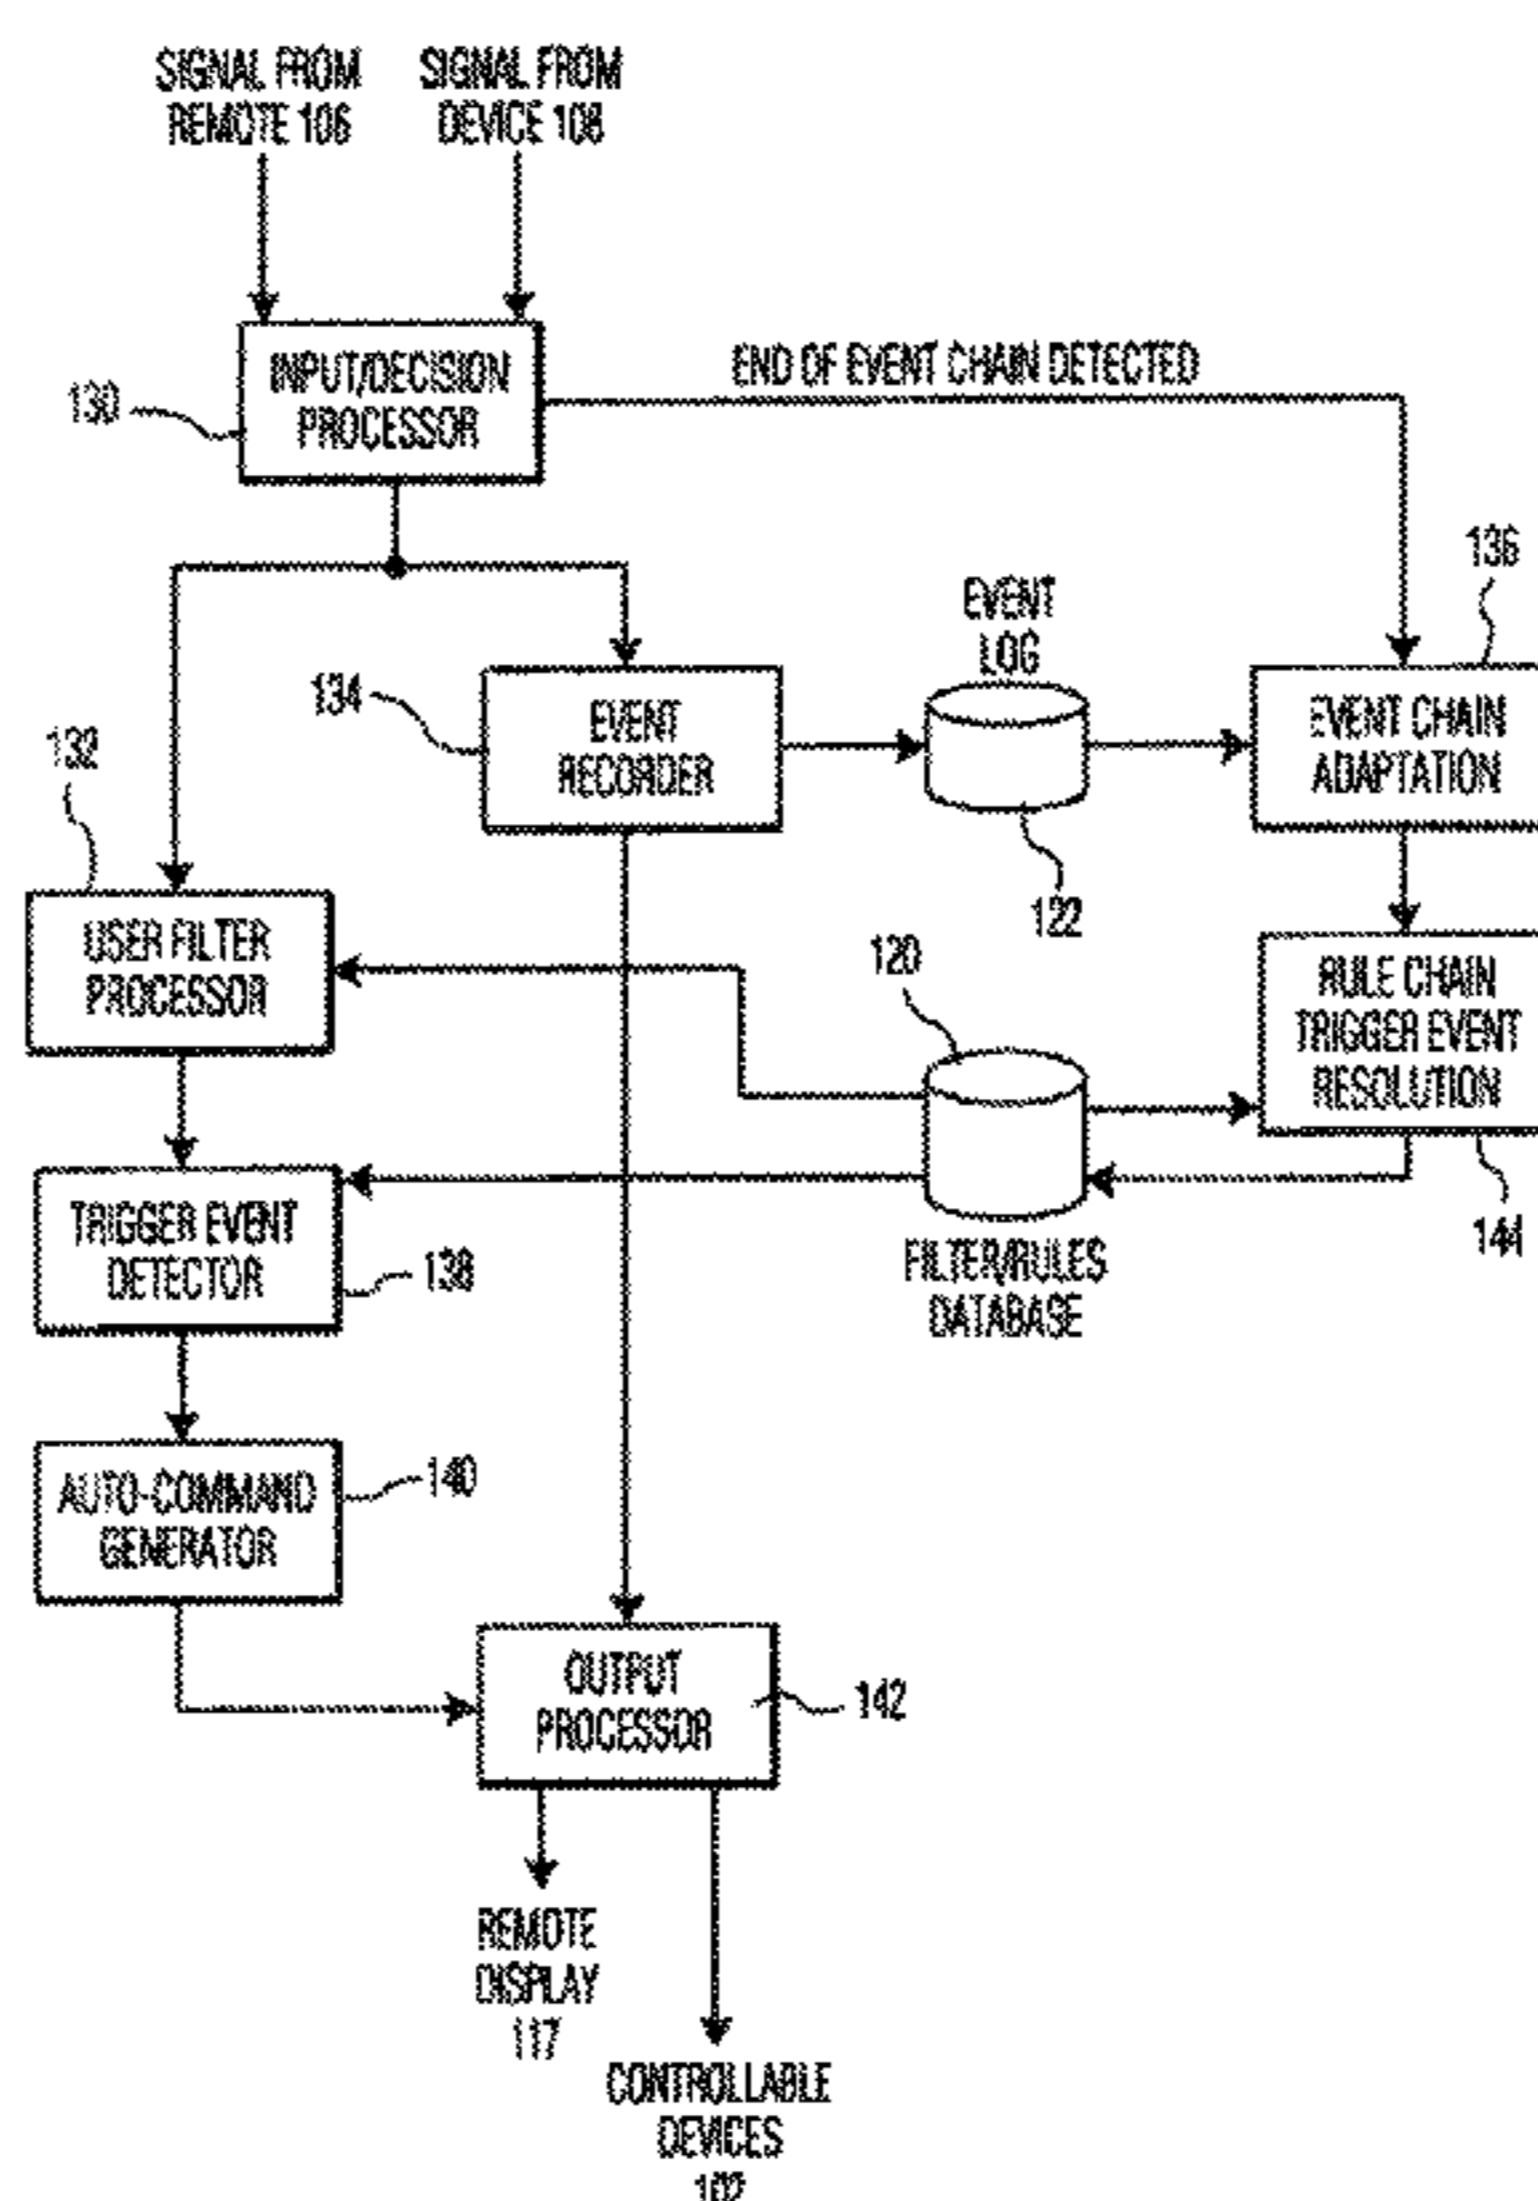 SIGNAL FROM
REMOTE 106
SIGNAL FROM
DEVICE 108
INPUT/DECISION
PROCESSOR
130
END OF EVENT CHAIN DETECTED
136
EVENT
LOG
134
EVENT
RECORDER
EVENT CHAIN
ADAPTATION
132
122
USER FILTER
PROCESSOR
120
RULE CHAIN
TRIGGER EVENT
RESOLUTION
TRIGGER EVENT
DETECTOR
138
144
FILTER/RULES
DATABASE
AUTO-COMMAND
GENERATOR
140
OUTPUT
PROCESSOR
142
REMOTE
DISPLAY
117
CONTROLLABLE
DEVICES
102